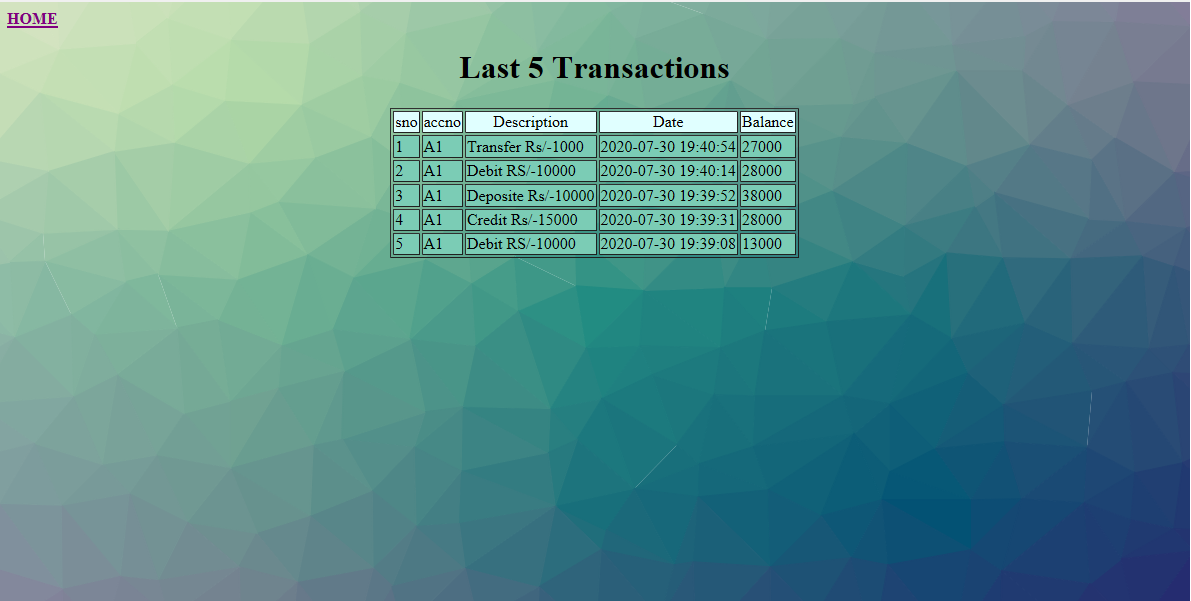 HOME
Last 5 Transactions
sno accno Description Date Balance
1 A1 Transfer Rs/-1000 2020-07-30 19:40:54 27000
2 A1 Debit RS/-10000 2020-07-30 19:40:14 28000
3 A1 Deposite Rs/-10000 2020-07-30 19:39:52 38000
4 A1 Credit Rs/-15000 2020-07-30 19:39:31 28000
5 A1 Debit RS/-10000 2020-07-30 19:39:08 13000